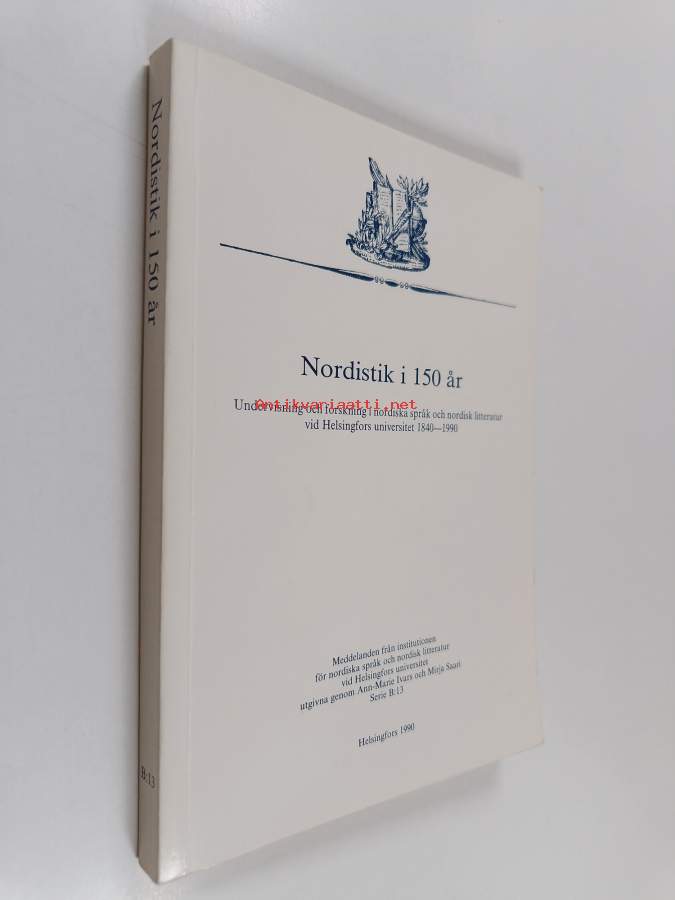 Nordistik i 150 år
B:13
Nordistik i 150 år
Undervisning och forskning i nordiska språk och nordisk litteratur
vid Helsingfors universitet 1840—1990
Antikvariaatti.net
Meddelanden från institutionen
för nordiska språk och nordisk litteratur
vid Helsingfors universitet
utgivna genom Ann-Marie Ivars och Mirja Saari
Serie B:13
Helsingfors 1990